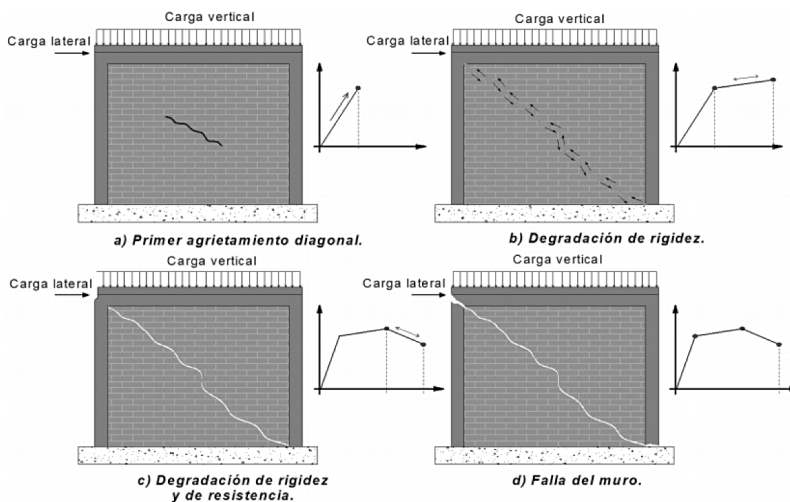 Carga vertical
Carga lateral
a) Primer agrietamiento diagonal.
Carga vertical
Carga lateral
b) Degradación de rigidez.
Carga vertical
Carga lateral
c) Degradación de rigidez
y de resistencia.
Carga vertical
Carga lateral
d) Falla del muro.